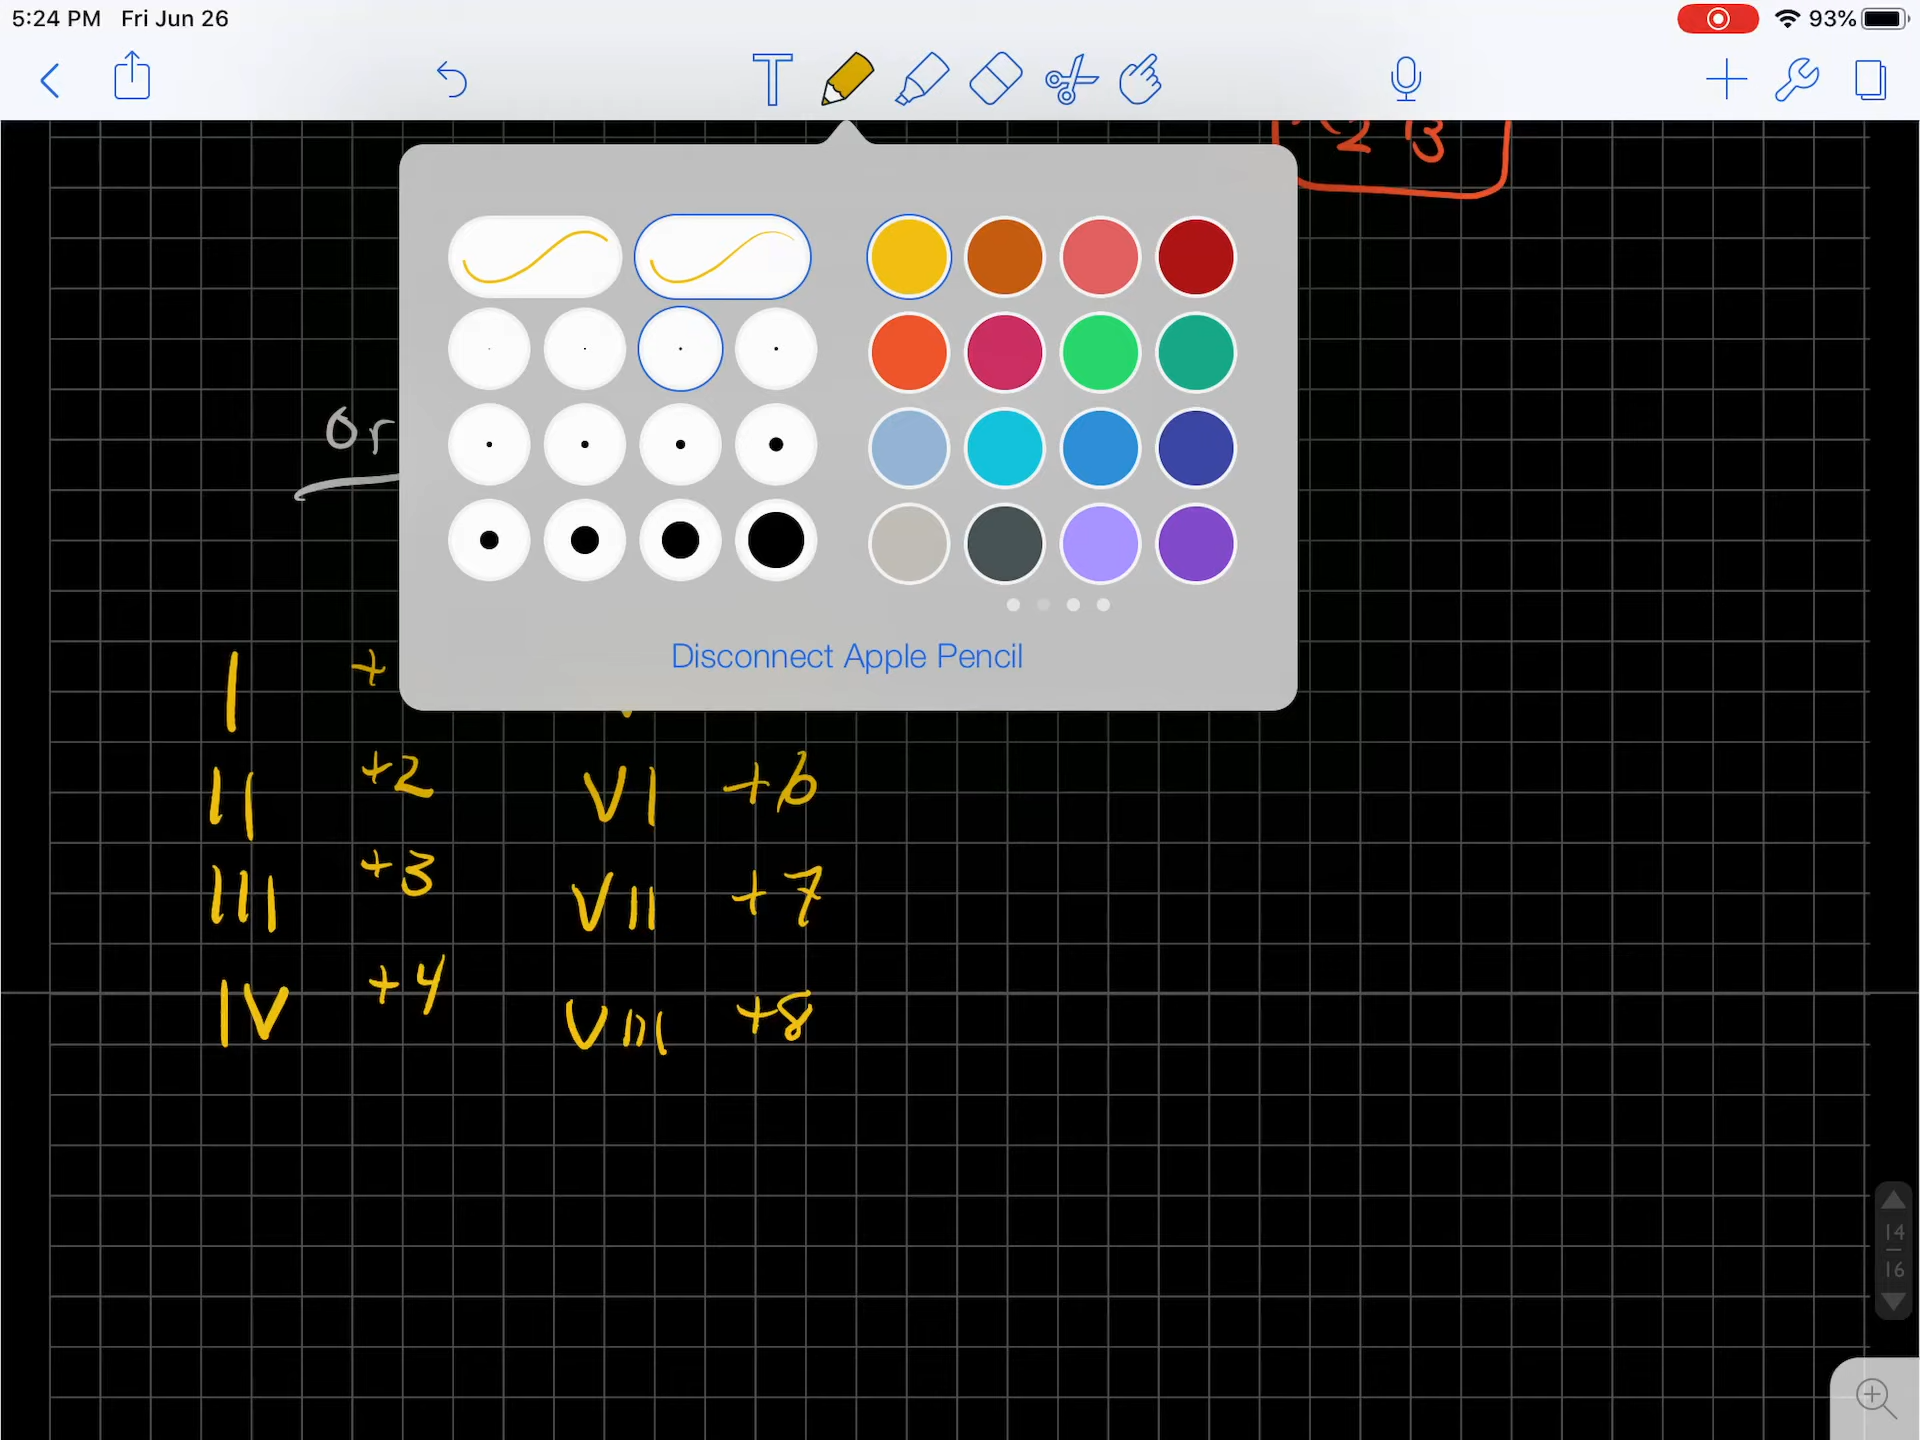 5:24 PM Fri Jun 26
93%
2 3
Or
Disconnect Apple Pencil
I +
II +2 VI +6
III +3 VII +7
IV +4 VIII +8
14
16